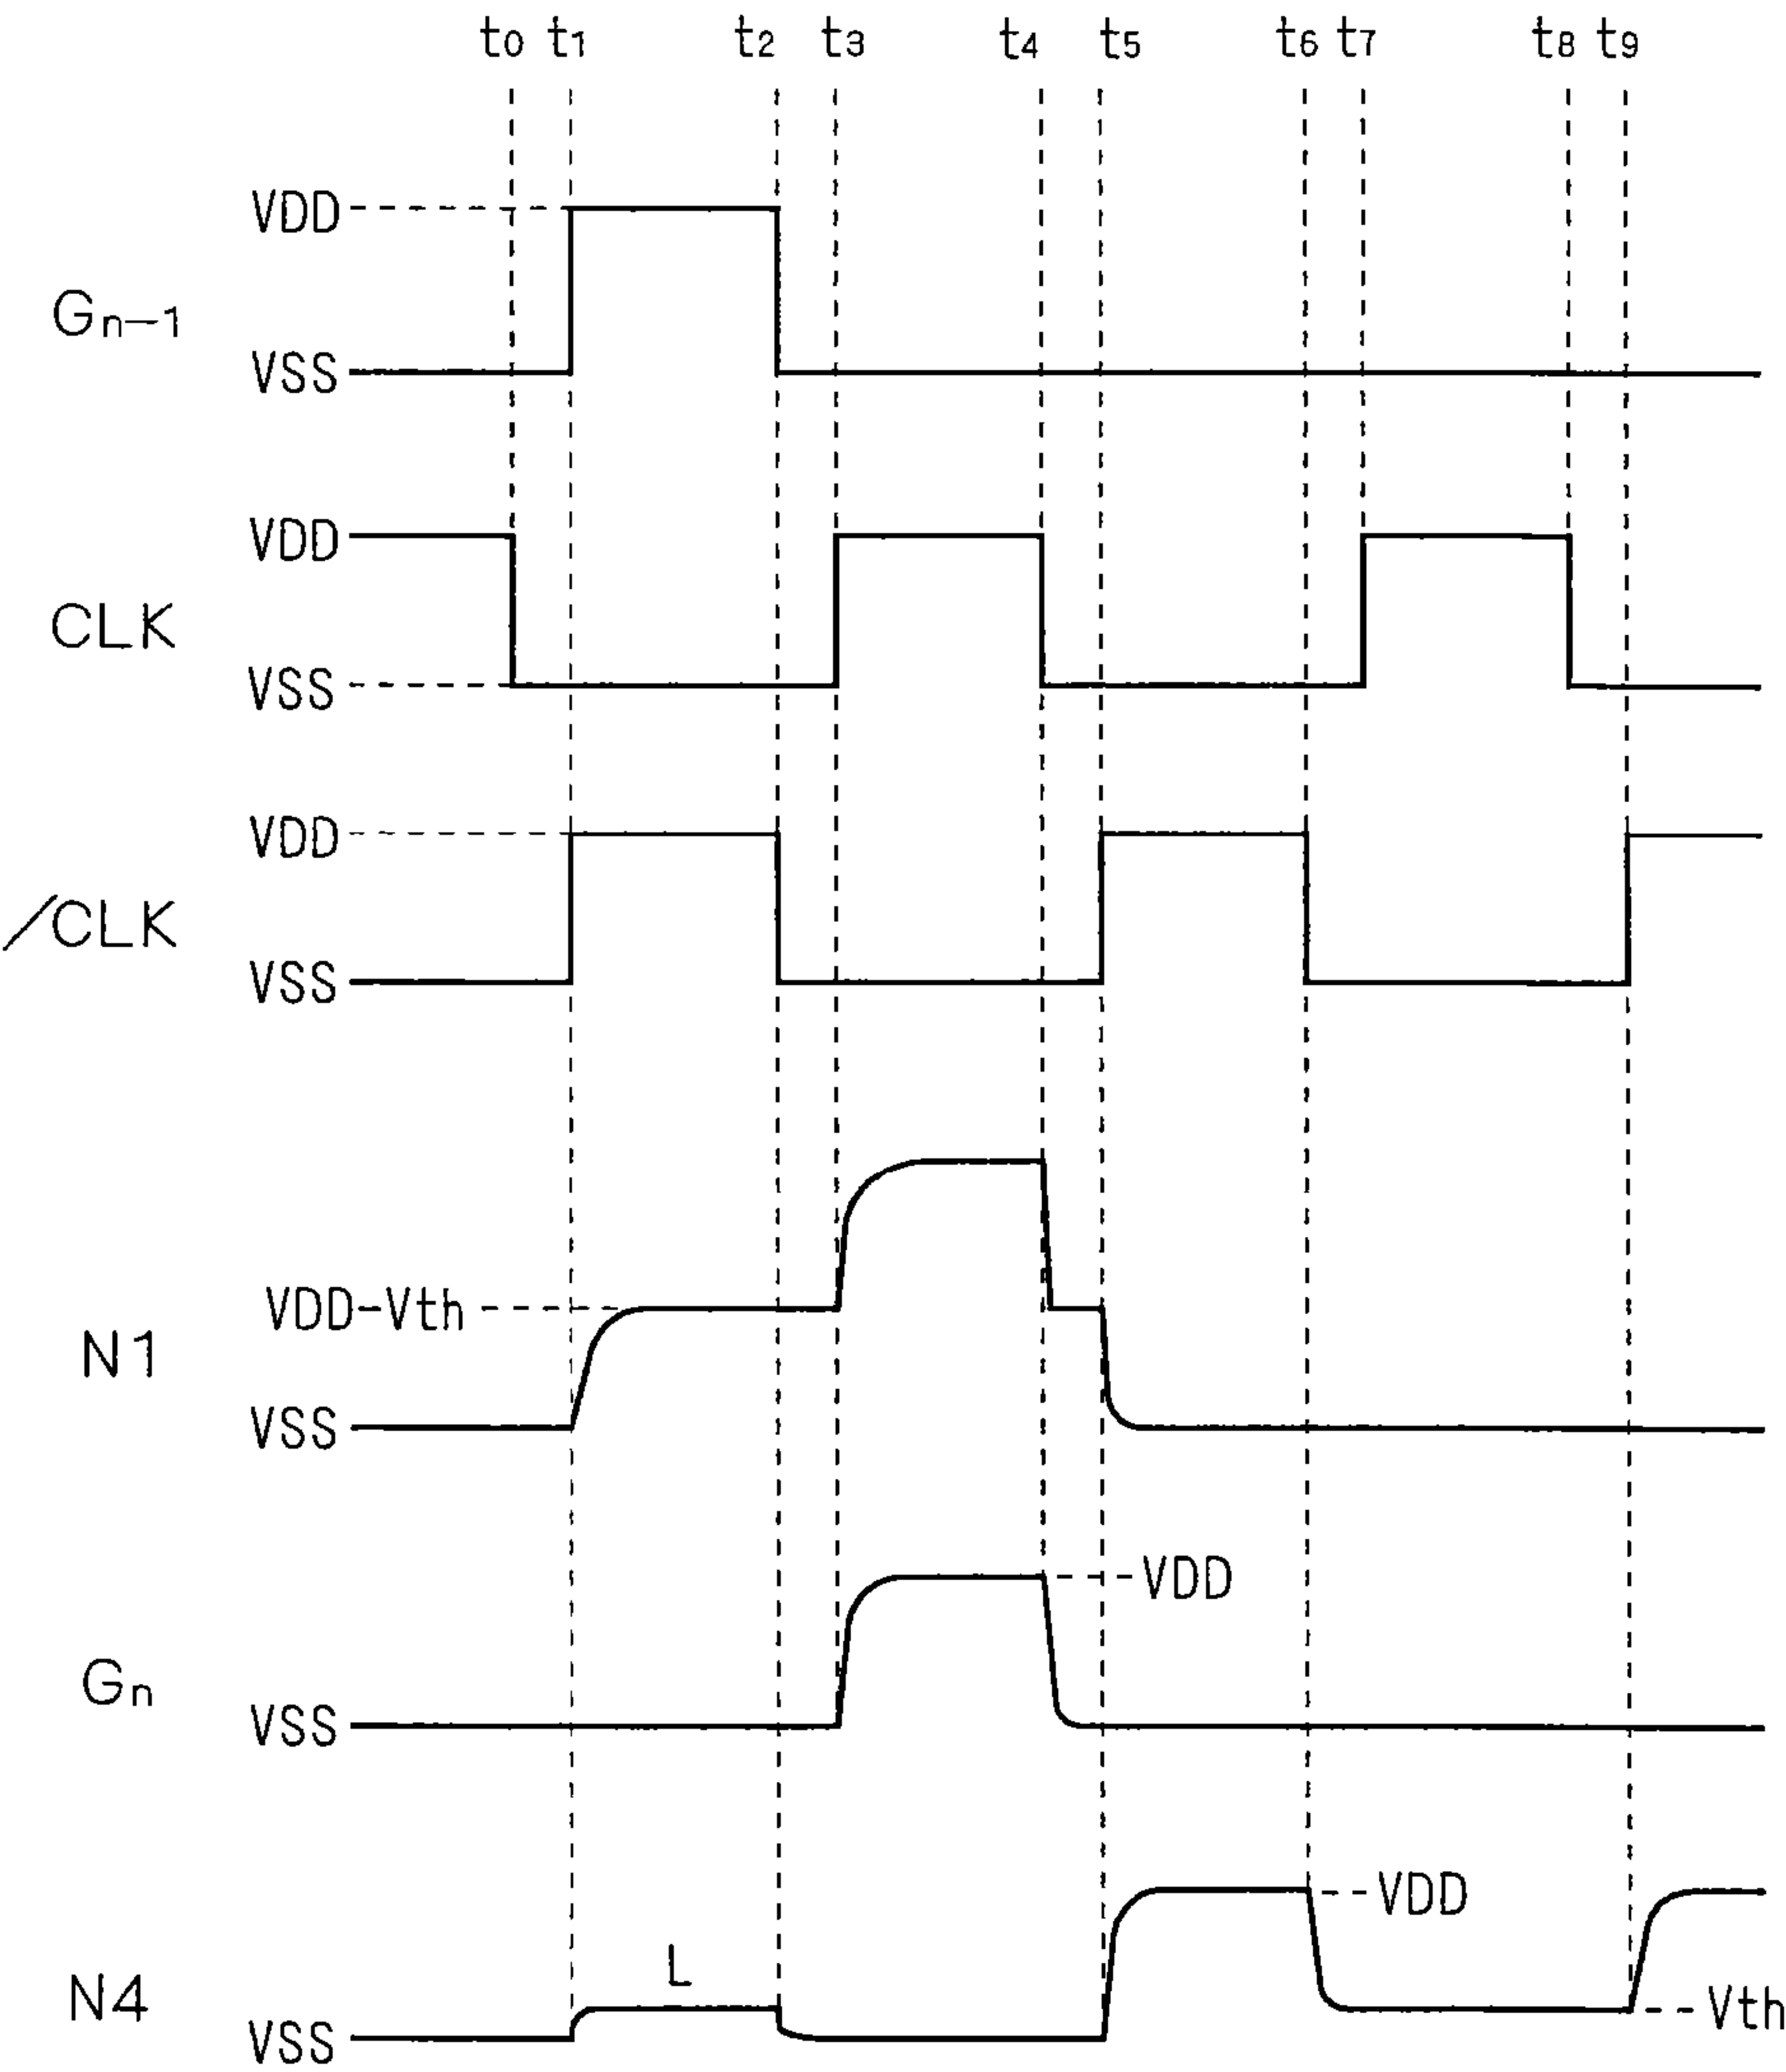 t0 t1 t2 t3 t4 t5 t6 t7 t8 t9
VDD
Gn-1
VSS
VDD
CLK
VSS
VDD
/CLK
VSS
VDD-Vth
N1
VSS
VDD
Gn
VSS
VDD
L
N4
Vth
VSS